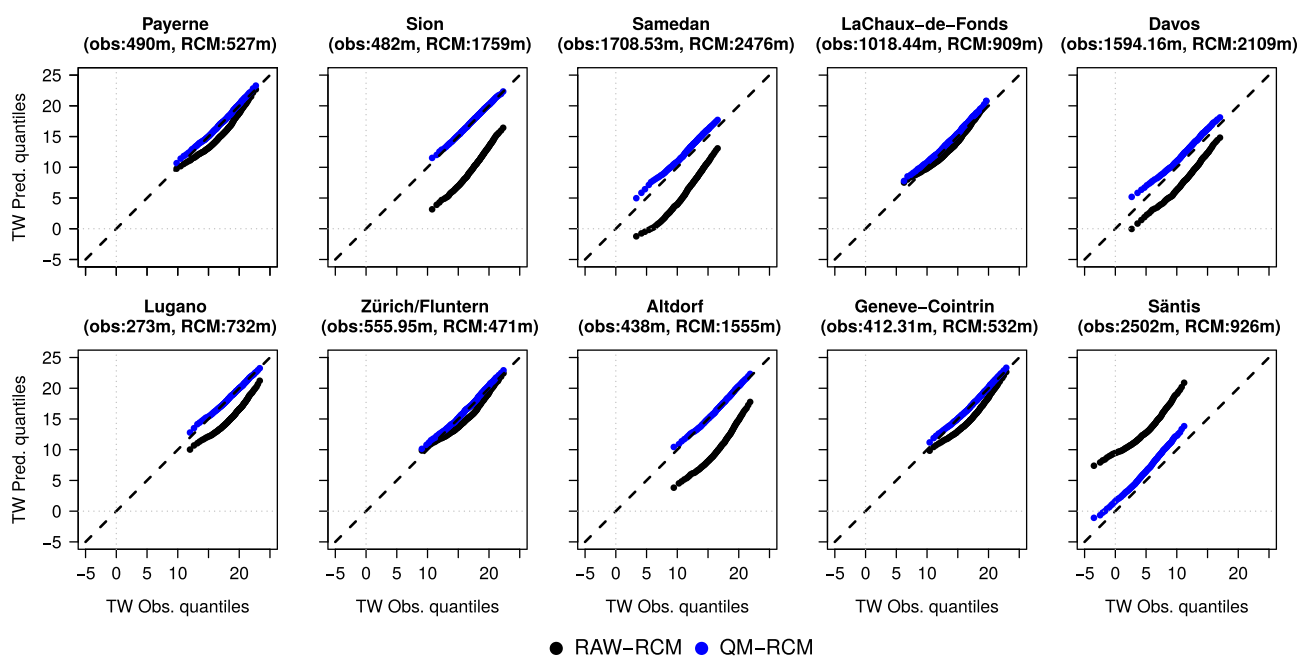 Payerne
(obs:490m, RCM:527m)
Sion
(obs:482m, RCM:1759m)
Samedan
(obs:1708.53m, RCM:2476m)
LaChaux−de−Fonds
(obs:1018.44m, RCM:909m)
Davos
(obs:1594.16m, RCM:2109m)
TW Pred. quantiles
25
20
15
10
5
0
−5
Lugano
(obs:273m, RCM:732m)
Zürich/Fluntern
(obs:555.95m, RCM:471m)
Altdorf
(obs:438m, RCM:1555m)
Geneve−Cointrin
(obs:412.31m, RCM:532m)
Säntis
(obs:2502m, RCM:926m)
TW Pred. quantiles
25
20
15
10
5
0
−5
−5 0 5 10 20
−5 0 5 10 20
−5 0 5 10 20
−5 0 5 10 20
−5 0 5 10 20
TW Obs. quantiles
TW Obs. quantiles
TW Obs. quantiles
TW Obs. quantiles
TW Obs. quantiles
RAW−RCM QM−RCM